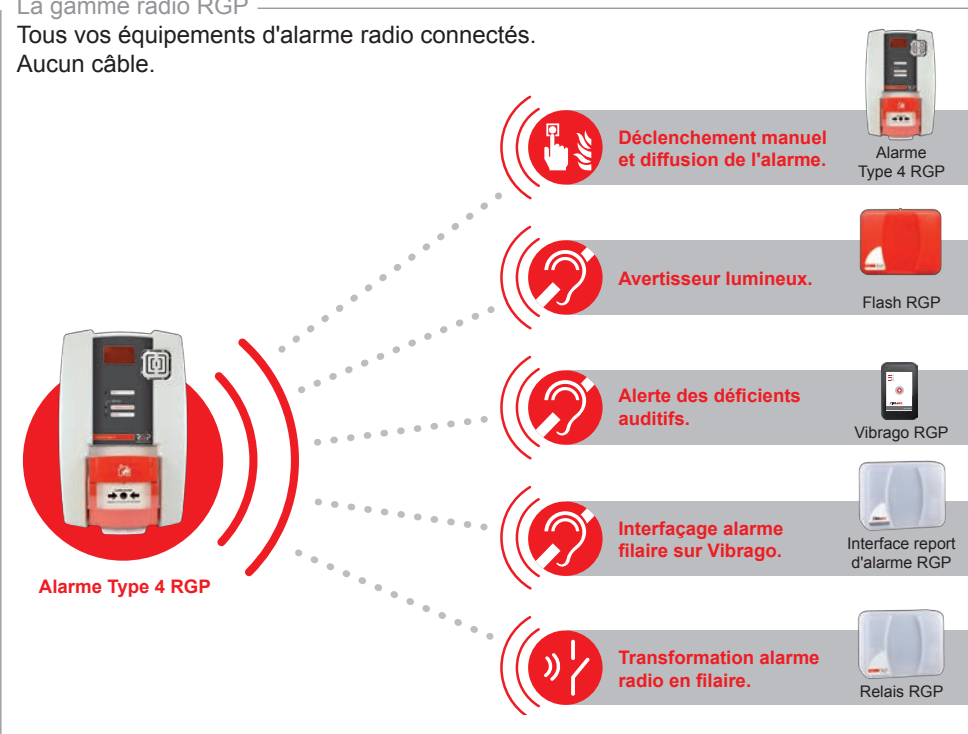 La gamme radio RGP
Tous vos équipements d'alarme radio connectés.
Aucun câble.
Déclenchement manuel
et diffusion de l'alarme.
Alarme
Type 4 RGP
Avertisseur lumineux.
Flash RGP
Alerte des déficients
auditifs.
Vibrago RGP
Interfaçage alarme
filaire sur Vibrago.
Interface report
d'alarme RGP
Transformation alarme
radio en filaire.
Relais RGP
RGP
Alarme Type 4 RGP